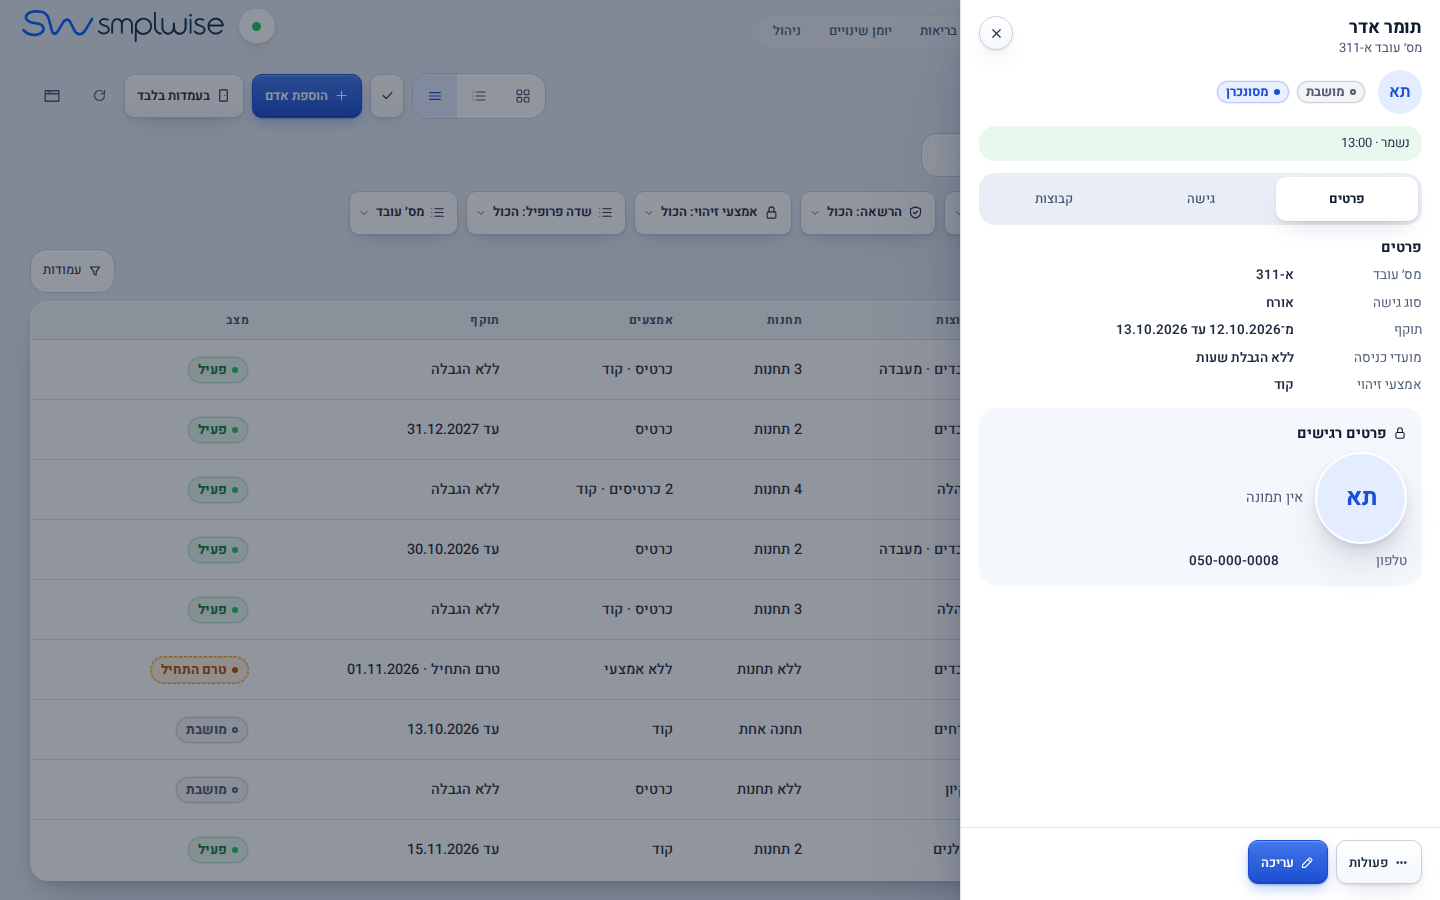 תומר אדר
מס׳ עובד א-311
תא
מושבת
מסונכרן
נשמר · 13:00
פרטים
גישה
קבוצות
פרטים
מס׳ עובד א-311
סוג גישה אורח
תוקף מ־12.10.2026 עד 13.10.2026
מועדי כניסה ללא הגבלת שעות
אמצעי זיהוי קוד
פרטים רגישים
תא
אין תמונה
טלפון 050-000-0008
פעולות
עריכה
smplwise
בריאות
יומן שינויים
ניהול
הוספת אדם
בעמדות בלבד
הרשאה: הכול
אמצעי זיהוי: הכול
שדה פרופיל: הכול
מס׳ עובד
עמודות
תחנות אמצעים תוקף מצב
מעבדה 3 תחנות כרטיס · קוד ללא הגבלה פעיל
2 תחנות כרטיס עד 31.12.2027 פעיל
4 תחנות 2 כרטיסים · קוד ללא הגבלה פעיל
מעבדה 2 תחנות כרטיס עד 30.10.2026 פעיל
3 תחנות כרטיס · קוד ללא הגבלה פעיל
ללא תחנות ללא אמצעי טרם התחיל · 01.11.2026 טרם התחיל
תחנה אחת קוד עד 13.10.2026 מושבת
ללא תחנות כרטיס ללא הגבלה מושבת
2 תחנות קוד עד 15.11.2026 פעיל